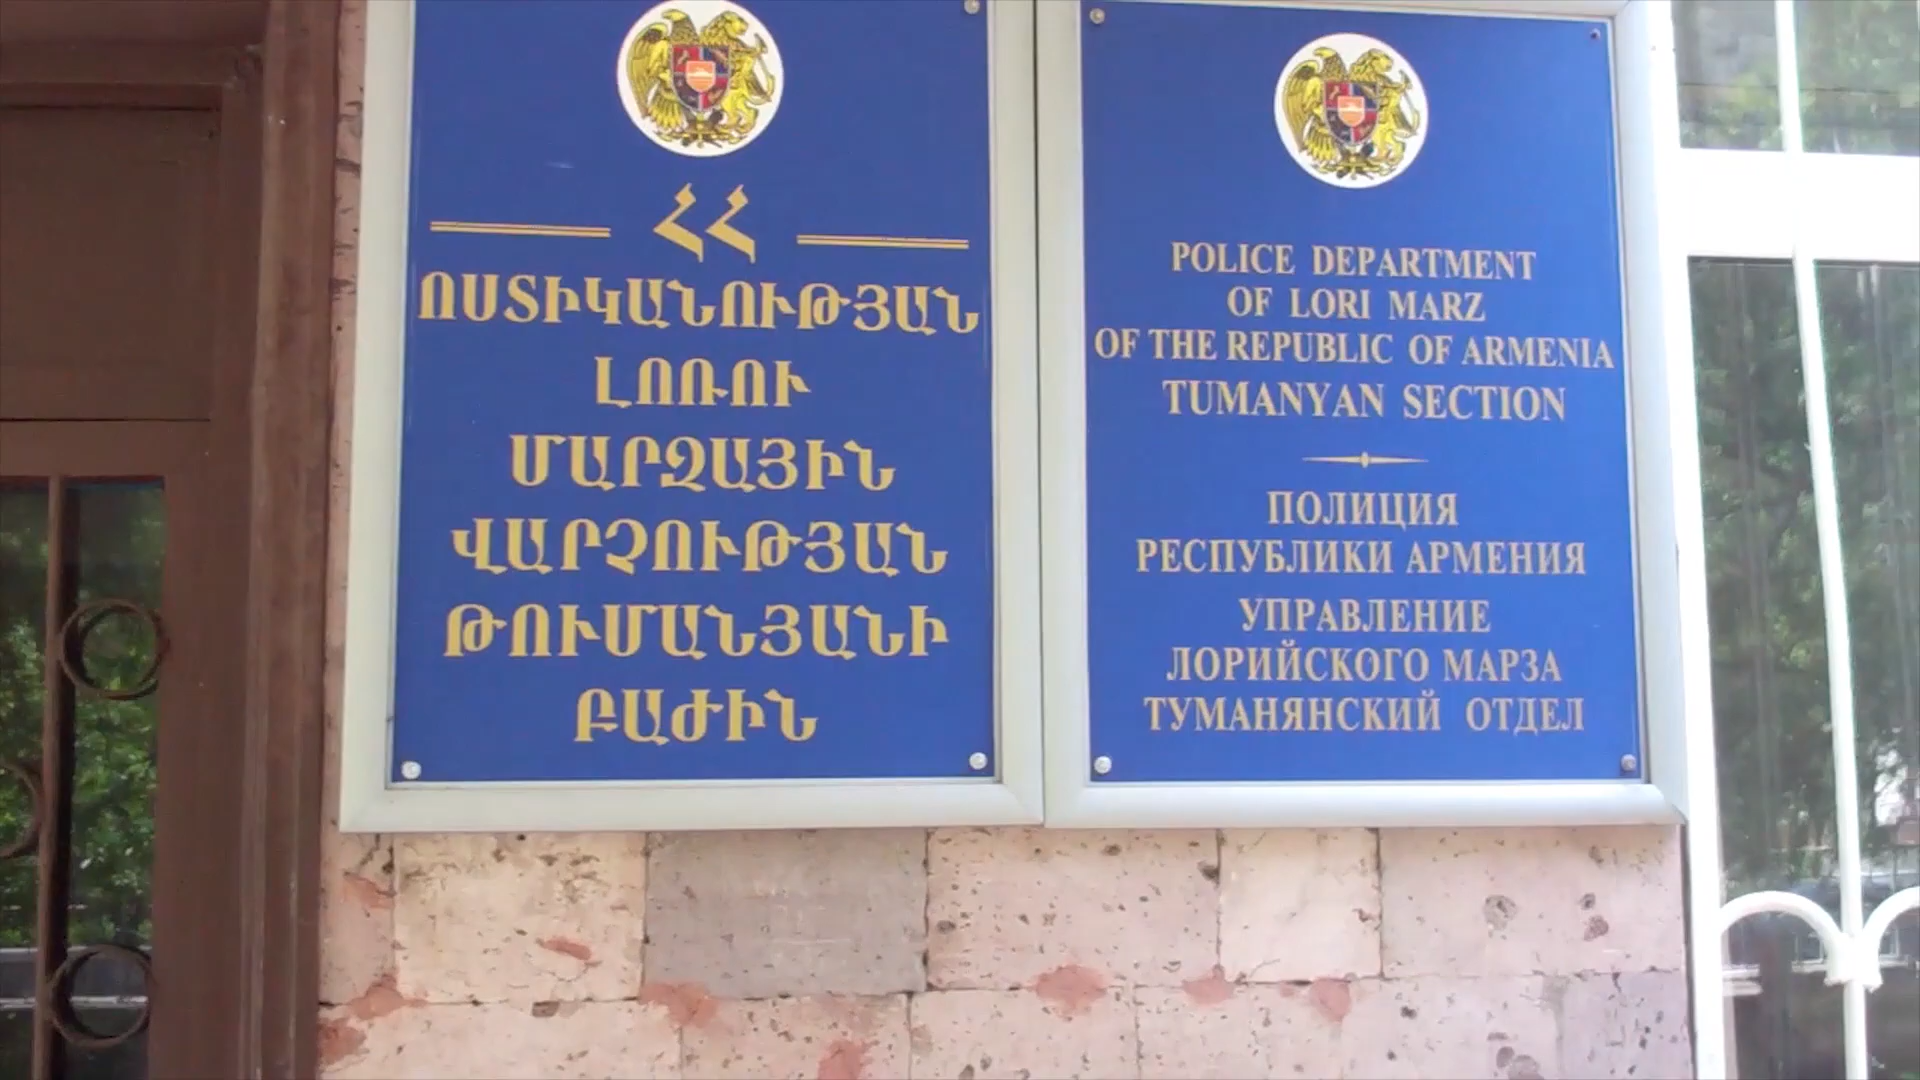 ՀՀ
ՈՍՏԻԿԱՆՈՒԹՅԱՆ
ԼՈՌՈՒ
ՄԱՐԶԱՅԻՆ
ՎԱՐՉՈՒԹՅԱՆ
ԹՈՒՄԱՆՅԱՆԻ
ԲԱԺԻՆ
POLICE DEPARTMENT
OF LORI MARZ
OF THE REPUBLIC OF ARMENIA
TUMANYAN SECTION
ПОЛИЦИЯ
РЕСПУБЛИКИ АРМЕНИЯ
УПРАВЛЕНИЕ
ЛОРИЙСКОГО МАРЗА
ТУМАНЯНСКИЙ ОТДЕЛ